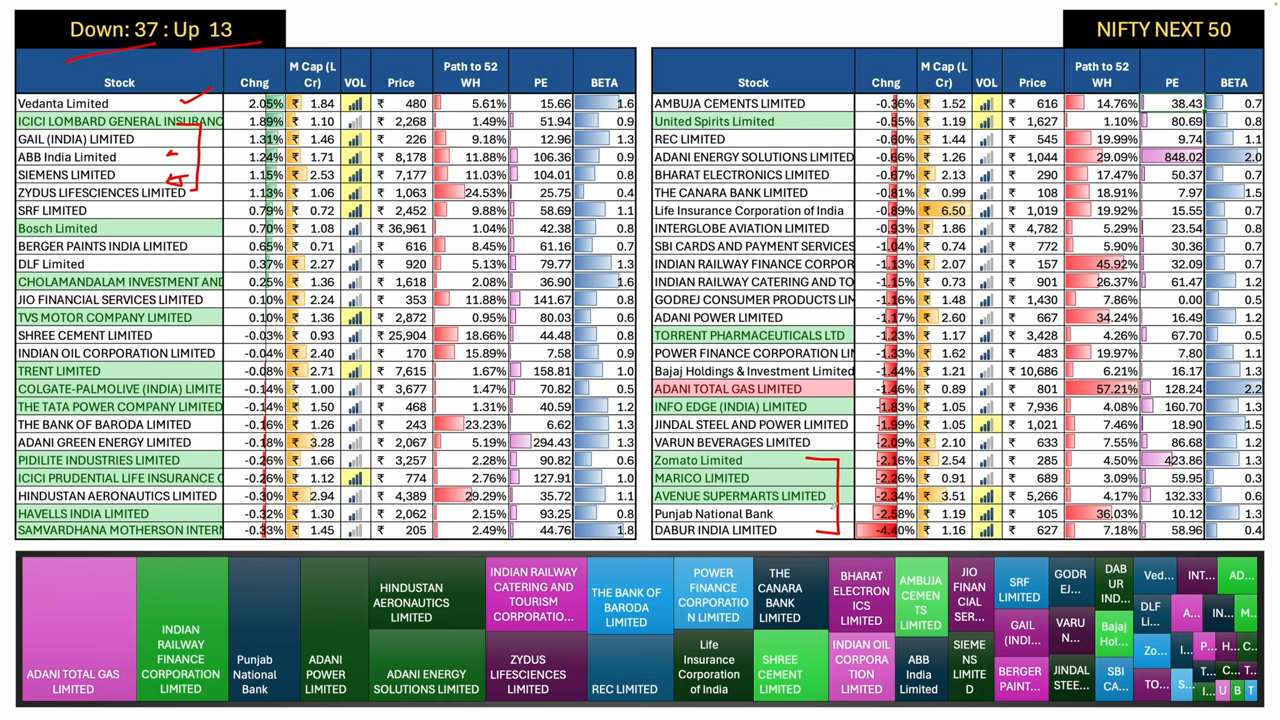 Down: 37 : Up 13
Stock Chng M Cap (L Cr) VOL Price Path to 52 WH PE BETA
Vedanta Limited 2.05% ₹ 1.84 ₹ 480 5.61% 15.66 1.6
ICICI LOMBARD GENERAL INSURANC 1.89% ₹ 1.10 ₹ 2,268 1.49% 51.94 0.9
GAIL (INDIA) LIMITED 1.31% ₹ 1.46 ₹ 226 9.18% 12.96 1.3
ABB India Limited 1.24% ₹ 1.71 ₹ 8,178 11.88% 106.36 0.9
SIEMENS LIMITED 1.15% ₹ 2.53 ₹ 7,177 11.03% 104.01 0.8
ZYDUS LIFESCIENCES LIMITED 1.13% ₹ 1.06 ₹ 1,063 24.53% 25.75 0.4
SRF LIMITED 0.79% ₹ 0.72 ₹ 2,452 9.88% 58.69 1.1
Bosch Limited 0.70% ₹ 1.08 ₹ 36,961 1.04% 42.38 0.8
BERGER PAINTS INDIA LIMITED 0.65% ₹ 0.71 ₹ 616 8.45% 61.16 0.7
DLF Limited 0.37% ₹ 2.27 ₹ 920 5.13% 79.77 1.3
CHOLAMANDALAM INVESTMENT AND 0.25% ₹ 1.36 ₹ 1,618 2.08% 36.90 1.6
JIO FINANCIAL SERVICES LIMITED 0.10% ₹ 2.24 ₹ 353 11.88% 141.67 0.8
TVS MOTOR COMPANY LIMITED 0.10% ₹ 1.36 ₹ 2,872 0.95% 80.03 0.6
SHREE CEMENT LIMITED -0.03% ₹ 0.93 ₹ 25,904 18.66% 44.48 0.8
INDIAN OIL CORPORATION LIMITED -0.04% ₹ 2.40 ₹ 170 15.89% 7.58 0.9
TRENT LIMITED -0.08% ₹ 2.71 ₹ 7,615 1.67% 158.81 1.0
COLGATE-PALMOLIVE (INDIA) LIMITE -0.14% ₹ 1.00 ₹ 3,677 1.47% 70.82 0.5
THE TATA POWER COMPANY LIMITED -0.14% ₹ 1.50 ₹ 468 1.31% 40.59 1.2
THE BANK OF BARODA LIMITED -0.16% ₹ 1.26 ₹ 243 23.23% 6.62 1.3
ADANI GREEN ENERGY LIMITED -0.18% ₹ 3.28 ₹ 2,067 5.19% 294.43 1.3
PIDILITE INDUSTRIES LIMITED -0.26% ₹ 1.66 ₹ 3,257 2.28% 90.82 0.6
ICICI PRUDENTIAL LIFE INSURANCE C -0.26% ₹ 1.12 ₹ 774 2.76% 127.91 1.0
HINDUSTAN AERONAUTICS LIMITED -0.30% ₹ 2.94 ₹ 4,389 29.29% 35.72 1.1
HAVELLS INDIA LIMITED -0.32% ₹ 1.30 ₹ 2,062 2.15% 93.25 0.8
SAMVARDHANA MOTHERSON INTERN -0.33% ₹ 1.45 ₹ 205 2.49% 44.76 1.8
NIFTY NEXT 50
Stock Chng M Cap (L Cr) VOL Price Path to 52 WH PE BETA
AMBUJA CEMENTS LIMITED -0.36% ₹ 1.52 ₹ 616 14.76% 38.43 0.7
United Spirits Limited -0.55% ₹ 1.19 ₹ 1,627 1.10% 80.69 0.8
REC LIMITED -0.60% ₹ 1.44 ₹ 545 19.99% 9.74 1.1
ADANI ENERGY SOLUTIONS LIMITED -0.66% ₹ 1.26 ₹ 1,044 29.09% 848.02 2.0
BHARAT ELECTRONICS LIMITED -0.67% ₹ 2.13 ₹ 290 17.47% 50.37 0.7
THE CANARA BANK LIMITED -0.81% ₹ 0.99 ₹ 108 18.91% 7.97 1.5
Life Insurance Corporation of India -0.89% ₹ 6.50 ₹ 1,019 19.92% 15.55 0.7
INTERGLOBE AVIATION LIMITED -0.93% ₹ 1.86 ₹ 4,782 5.29% 23.54 0.8
SBI CARDS AND PAYMENT SERVICES -1.04% ₹ 0.74 ₹ 772 5.90% 30.36 0.7
INDIAN RAILWAY FINANCE CORPOR -1.13% ₹ 2.07 ₹ 157 45.92% 32.09 0.7
INDIAN RAILWAY CATERING AND TO -1.15% ₹ 0.73 ₹ 901 26.37% 61.47 1.2
GODREJ CONSUMER PRODUCTS LIN -1.16% ₹ 1.48 ₹ 1,430 7.86% 0.00 0.5
ADANI POWER LIMITED -1.17% ₹ 2.60 ₹ 667 34.24% 16.49 1.2
TORRENT PHARMACEUTICALS LTD -1.23% ₹ 1.17 ₹ 3,428 4.26% 67.70 0.5
POWER FINANCE CORPORATION LIN -1.33% ₹ 1.62 ₹ 483 19.97% 7.80 1.1
Bajaj Holdings & Investment Limited -1.44% ₹ 1.21 ₹ 10,686 6.21% 16.17 0.7
ADANI TOTAL GAS LIMITED -1.46% ₹ 0.89 ₹ 801 57.21% 128.24 2.2
INFO EDGE (INDIA) LIMITED -1.83% ₹ 1.05 ₹ 7,936 4.08% 160.70 1.3
JINDAL STEEL AND POWER LIMITED -1.99% ₹ 1.05 ₹ 1,021 7.46% 18.90 1.5
VARUN BEVERAGES LIMITED -2.09% ₹ 2.10 ₹ 633 7.55% 86.68 1.2
Zomato Limited -2.16% ₹ 2.54 ₹ 285 4.50% 423.86 1.3
MARICO LIMITED -2.26% ₹ 0.91 ₹ 689 3.09% 59.95 0.3
AVENUE SUPERMARTS LIMITED -2.34% ₹ 3.51 ₹ 5,266 4.17% 132.33 0.6
Punjab National Bank -2.58% ₹ 1.19 ₹ 105 36.03% 10.12 1.3
DABUR INDIA LIMITED -4.40% ₹ 1.16 ₹ 627 7.18% 58.96 0.4
ADANI TOTAL GAS
LIMITED
INDIAN
RAILWAY
FINANCE
CORPORATION
LIMITED
Punjab
National
Bank
ADANI
POWER
LIMITED
HINDUSTAN
AERONAUTICS
LIMITED
ADANI ENERGY
SOLUTIONS LIMITED
INDIAN RAILWAY
CATERING AND
TOURISM
CORPORATIO...
ZYDUS
LIFESCIENCES
LIMITED
THE BANK OF
BARODA
LIMITED
REC LIMITED
POWER
FINANCE
CORPORATIO
N LIMITED
Life
Insurance
Corporation
of India
THE
CANARA
BANK
LIMITED
SHREE
CEMENT
LIMITED
BHARAT
ELECTRON
ICS
LIMITED
INDIAN OIL
CORPORA
TION
LIMITED
AMBUJA
CEMEN
TS
LIMITED
ABB
India
Limited
JIO
FINAN
CIAL
SER...
SIEME
NS
LIMITE
D
SRF
LIMITED
GAIL
(INDI...
BERGER
PAINT...
GODR
EJ...
VARU
N...
JINDAL
STEE...
DAB
UR
IND...
Bajaj
Hol...
SBI
CA...
Ved...
DLF
Li...
Zo...
TO...
INT...
A...
I...
S...
AD...
IN...
M...
P...
H...
C...
T...
C...
T...
I...
U
B
T